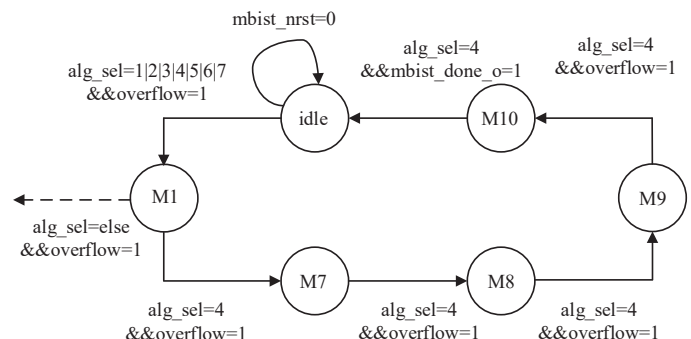 mbist_nrst=0
alg_sel=1|2|3|4|5|6|7
&&overflow=1
alg_sel=4
&&mbist_done_o=1
alg_sel=4
&&overflow=1
idle
M10
M1
M9
alg_sel=else
&&overflow=1
M7
M8
alg_sel=4
&&overflow=1
alg_sel=4
&&overflow=1
alg_sel=4
&&overflow=1